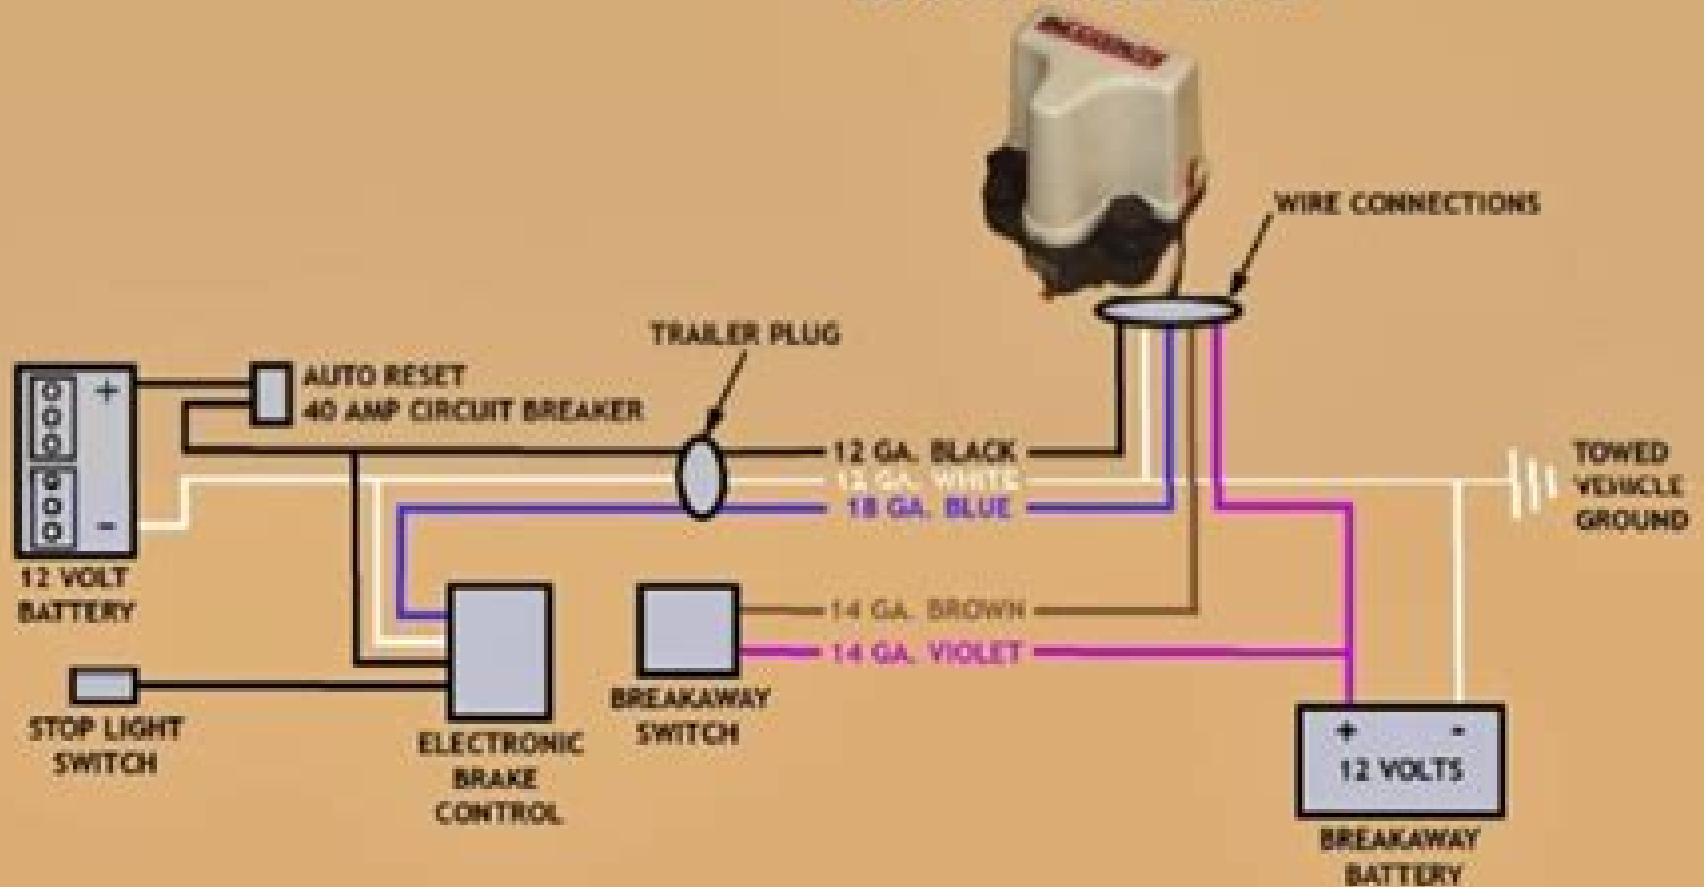 WIRE CONNECTIONS
TRAILER PLUG
AUTO RESET
40 AMP CIRCUIT BREAKER
+
-
12 VOLT
BATTERY
12 GA. BLACK
12 GA. WHITE
18 GA. BLUE
TOWED
VEHICLE
GROUND
14 GA. BROWN
14 GA. VIOLET
STOP LIGHT
SWITCH
ELECTRONIC
BRAKE
CONTROL
BREAKAWAY
SWITCH
+ -
12 VOLTS
BREAKAWAY
BATTERY